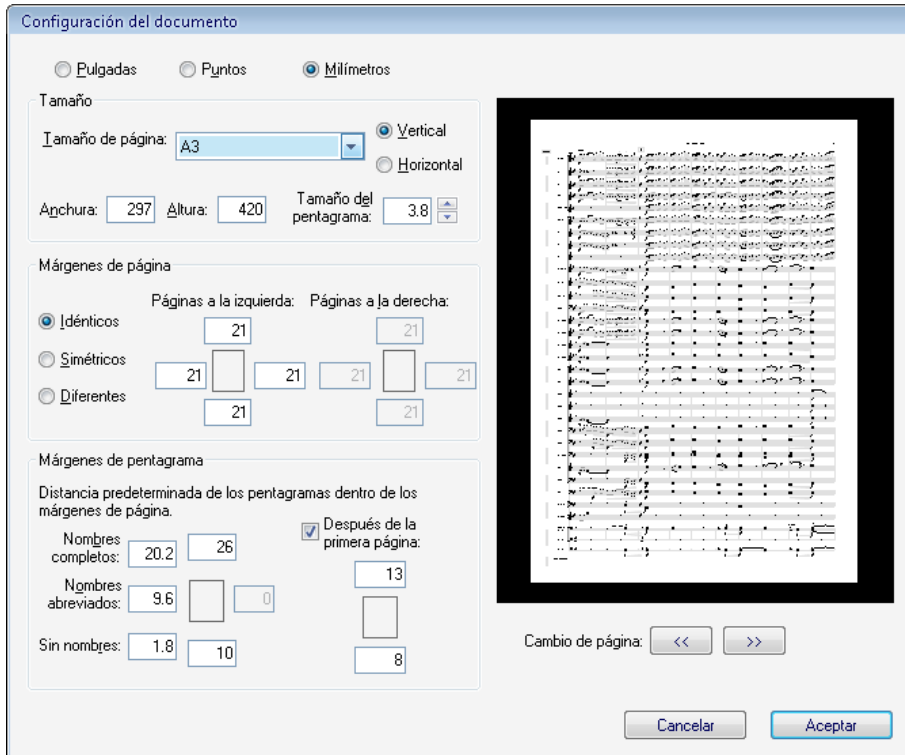 Configuración del documento
Pulgadas Puntos Milímetros
Tamaño
Tamaño de página: A3
Vertical
Horizontal
Anchura: 297 Altura: 420 Tamaño del pentagrama: 3.8
Márgenes de página
Páginas a la izquierda: Páginas a la derecha:
Idénticos
21 21
Simétricos
21 21 21 21
Diferentes
21 21
Márgenes de pentagrama
Distancia predeterminada de los pentagramas dentro de los
márgenes de página.
Nombres completos: 20.2 26
Después de la
primera página:
13
Nombres abreviados: 9.6 0
Sin nombres: 1.8 10
8
Cambio de página: << >>
Cancelar Aceptar